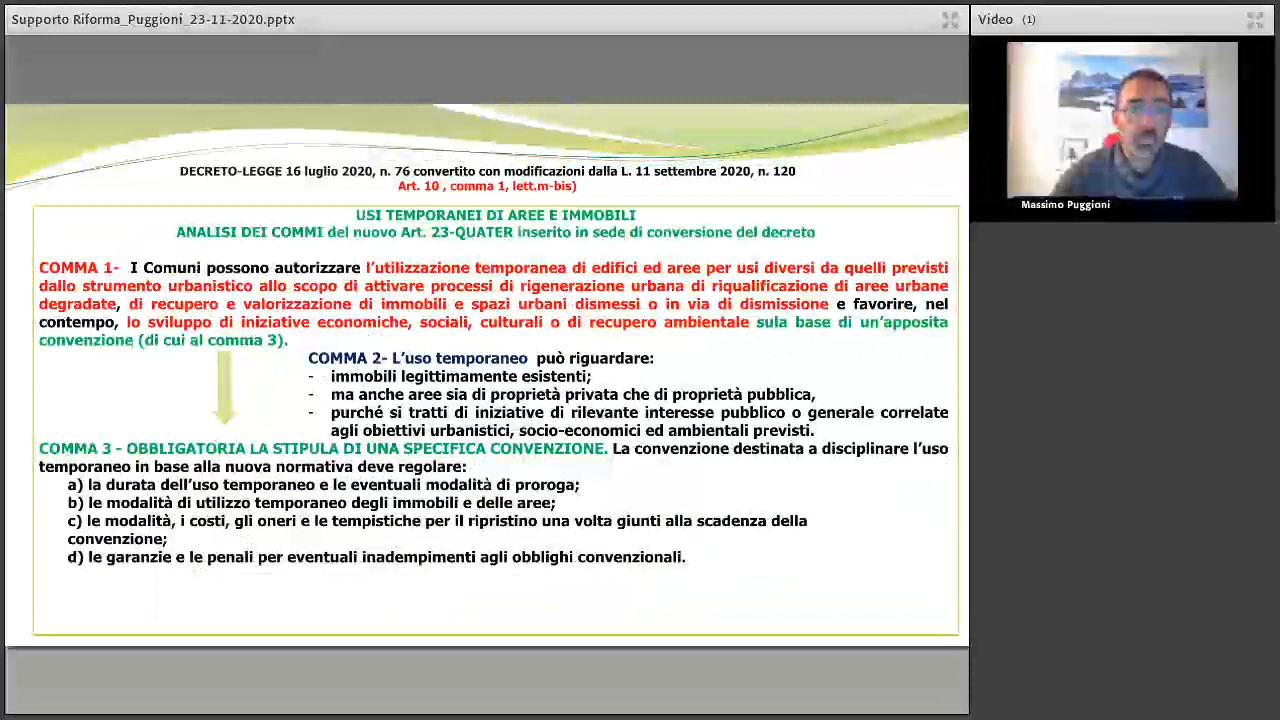 Supporto Riforma_Puggioni_23-11-2020.pptx
Video (1)
Massimo Puggioni
DECRETO-LEGGE 16 luglio 2020, n. 76 convertito con modificazioni dalla L. 11 settembre 2020, n. 120
Art. 10 , comma 1, lett.m-bis)
USI TEMPORANEI DI AREE E IMMOBILI
ANALISI DEI COMMI del nuovo Art. 23-QUATER inserito in sede di conversione del decreto
COMMA 1- I Comuni possono autorizzare l’utilizzazione temporanea di edifici ed aree per usi diversi da quelli previsti
dallo strumento urbanistico allo scopo di attivare processi di rigenerazione urbana di riqualificazione di aree urbane
degradate, di recupero e valorizzazione di immobili e spazi urbani dismessi o in via di dismissione e favorire, nel
contempo, lo sviluppo di iniziative economiche, sociali, culturali o di recupero ambientale sula base di un’apposita
convenzione (di cui al comma 3).
COMMA 2- L’uso temporaneo può riguardare:
- immobili legittimamente esistenti;
- ma anche aree sia di proprietà privata che di proprietà pubblica,
- purché si tratti di iniziative di rilevante interesse pubblico o generale correlate
agli obiettivi urbanistici, socio-economici ed ambientali previsti.
COMMA 3 - OBBLIGATORIA LA STIPULA DI UNA SPECIFICA CONVENZIONE. La convenzione destinata a disciplinare l’uso
temporaneo in base alla nuova normativa deve regolare:
a) la durata dell’uso temporaneo e le eventuali modalità di proroga;
b) le modalità di utilizzo temporaneo degli immobili e delle aree;
c) le modalità, i costi, gli oneri e le tempistiche per il ripristino una volta giunti alla scadenza della
convenzione;
d) le garanzie e le penali per eventuali inadempimenti agli obblighi convenzionali.